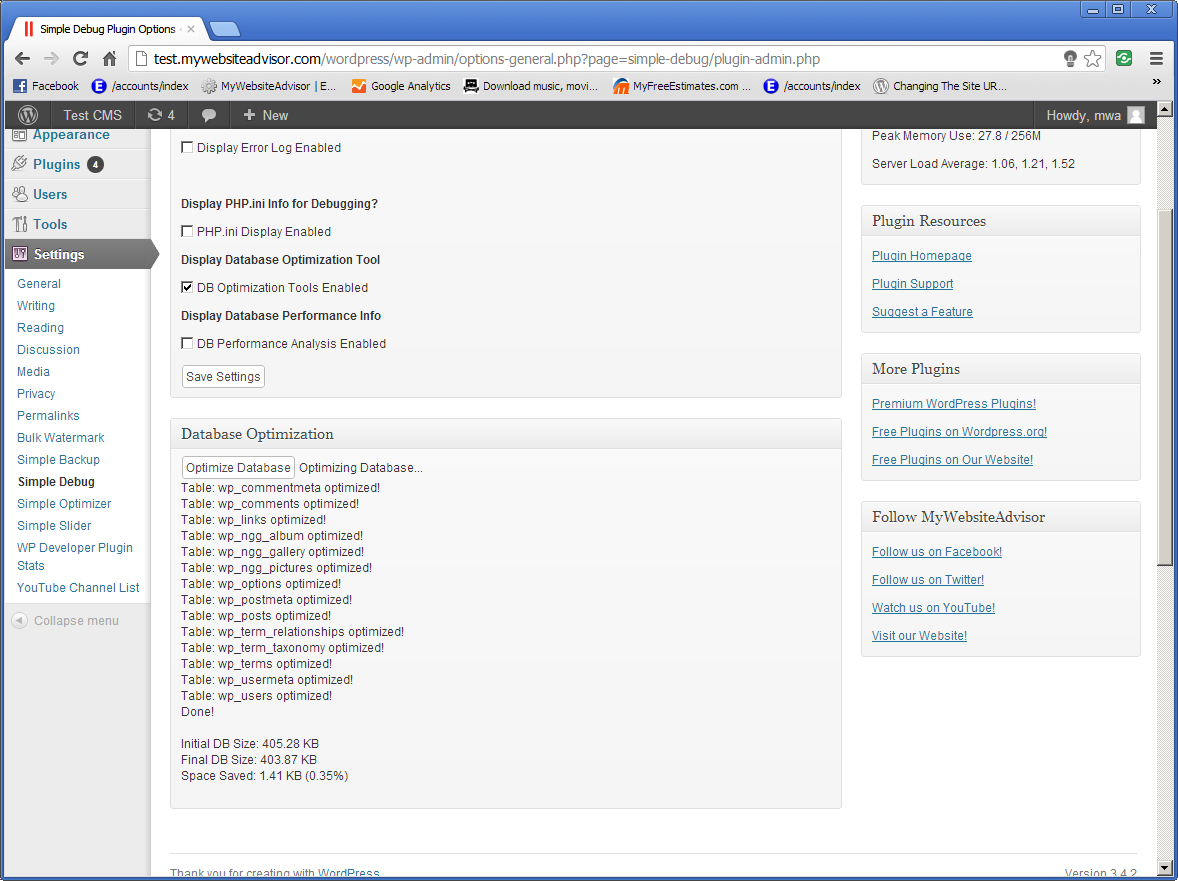 Simple Debug Plugin Options
test.mywebsiteadvisor.com/wordpress/wp-admin/options-general.php?page=simple-debug/plugin-admin.php
Facebook /accounts/index MyWebsiteAdvisor | E... Google Analytics Download music, movi... MyFreeEstimates.com ... /accounts/index Changing The Site UR... »
Test CMS 4 + New Howdy, mwa
Appearance
Plugins 4
Users
Tools
Settings
General
Writing
Reading
Discussion
Media
Privacy
Permalinks
Bulk Watermark
Simple Backup
Simple Debug
Simple Optimizer
Simple Slider
WP Developer Plugin
Stats
YouTube Channel List
Collapse menu
Display Error Log Enabled
Display PHP.ini Info for Debugging?
PHP.ini Display Enabled
Display Database Optimization Tool
DB Optimization Tools Enabled
Display Database Performance Info
DB Performance Analysis Enabled
Save Settings
Database Optimization
Optimize Database Optimizing Database...
Table: wp_commentmeta optimized!
Table: wp_comments optimized!
Table: wp_links optimized!
Table: wp_ngg_album optimized!
Table: wp_ngg_gallery optimized!
Table: wp_ngg_pictures optimized!
Table: wp_options optimized!
Table: wp_postmeta optimized!
Table: wp_posts optimized!
Table: wp_term_relationships optimized!
Table: wp_term_taxonomy optimized!
Table: wp_terms optimized!
Table: wp_usermeta optimized!
Table: wp_users optimized!
Done!
Initial DB Size: 405.28 KB
Final DB Size: 403.87 KB
Space Saved: 1.41 KB (0.35%)
Peak Memory Use: 27.8 / 256M
Server Load Average: 1.06, 1.21, 1.52
Plugin Resources
Plugin Homepage
Plugin Support
Suggest a Feature
More Plugins
Premium WordPress Plugins!
Free Plugins on Wordpress.org!
Free Plugins on Our Website!
Follow MyWebsiteAdvisor
Follow us on Facebook!
Follow us on Twitter!
Watch us on YouTube!
Visit our Website!
Thank you for creating with WordPress.
Version 3.4.2